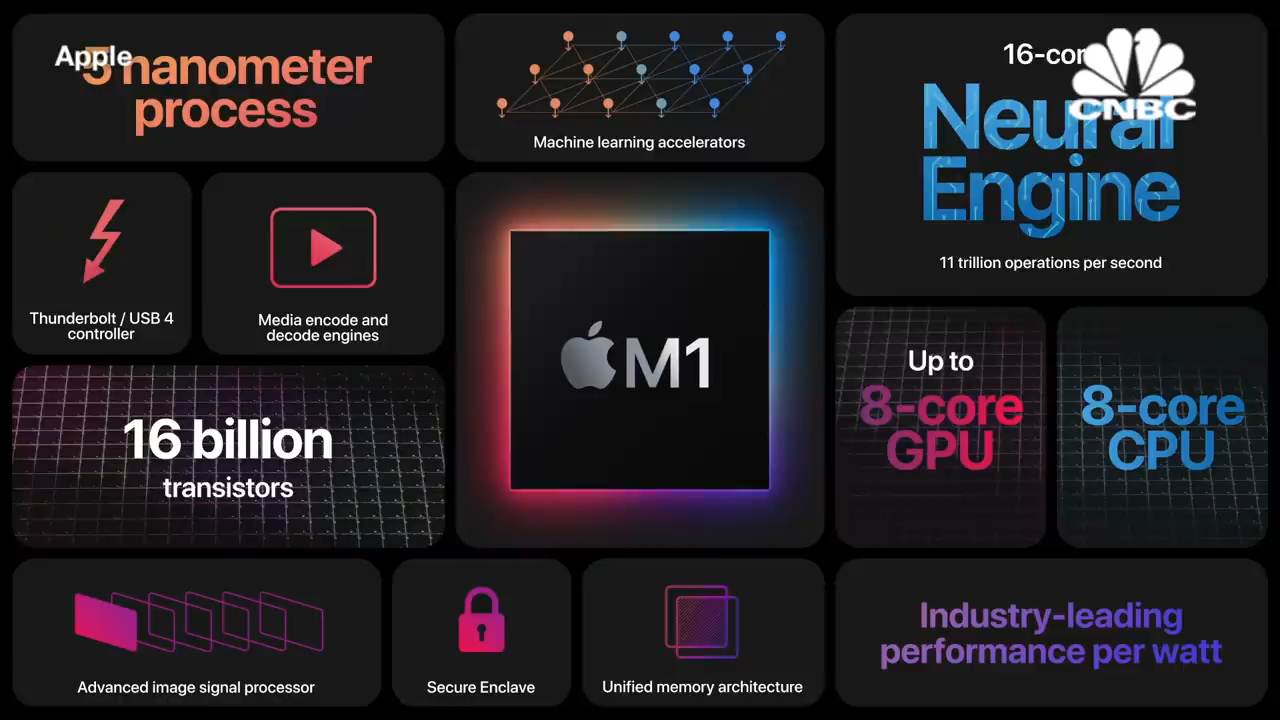 Apple
5 nanometer
process
Machine learning accelerators
16-core
Neural
Engine
11 trillion operations per second
CNBC
Thunderbolt / USB 4
controller
Media encode and
decode engines
M1
Up to
8-core
GPU
8-core
CPU
16 billion
transistors
Advanced image signal processor
Secure Enclave
Unified memory architecture
Industry-leading
performance per watt